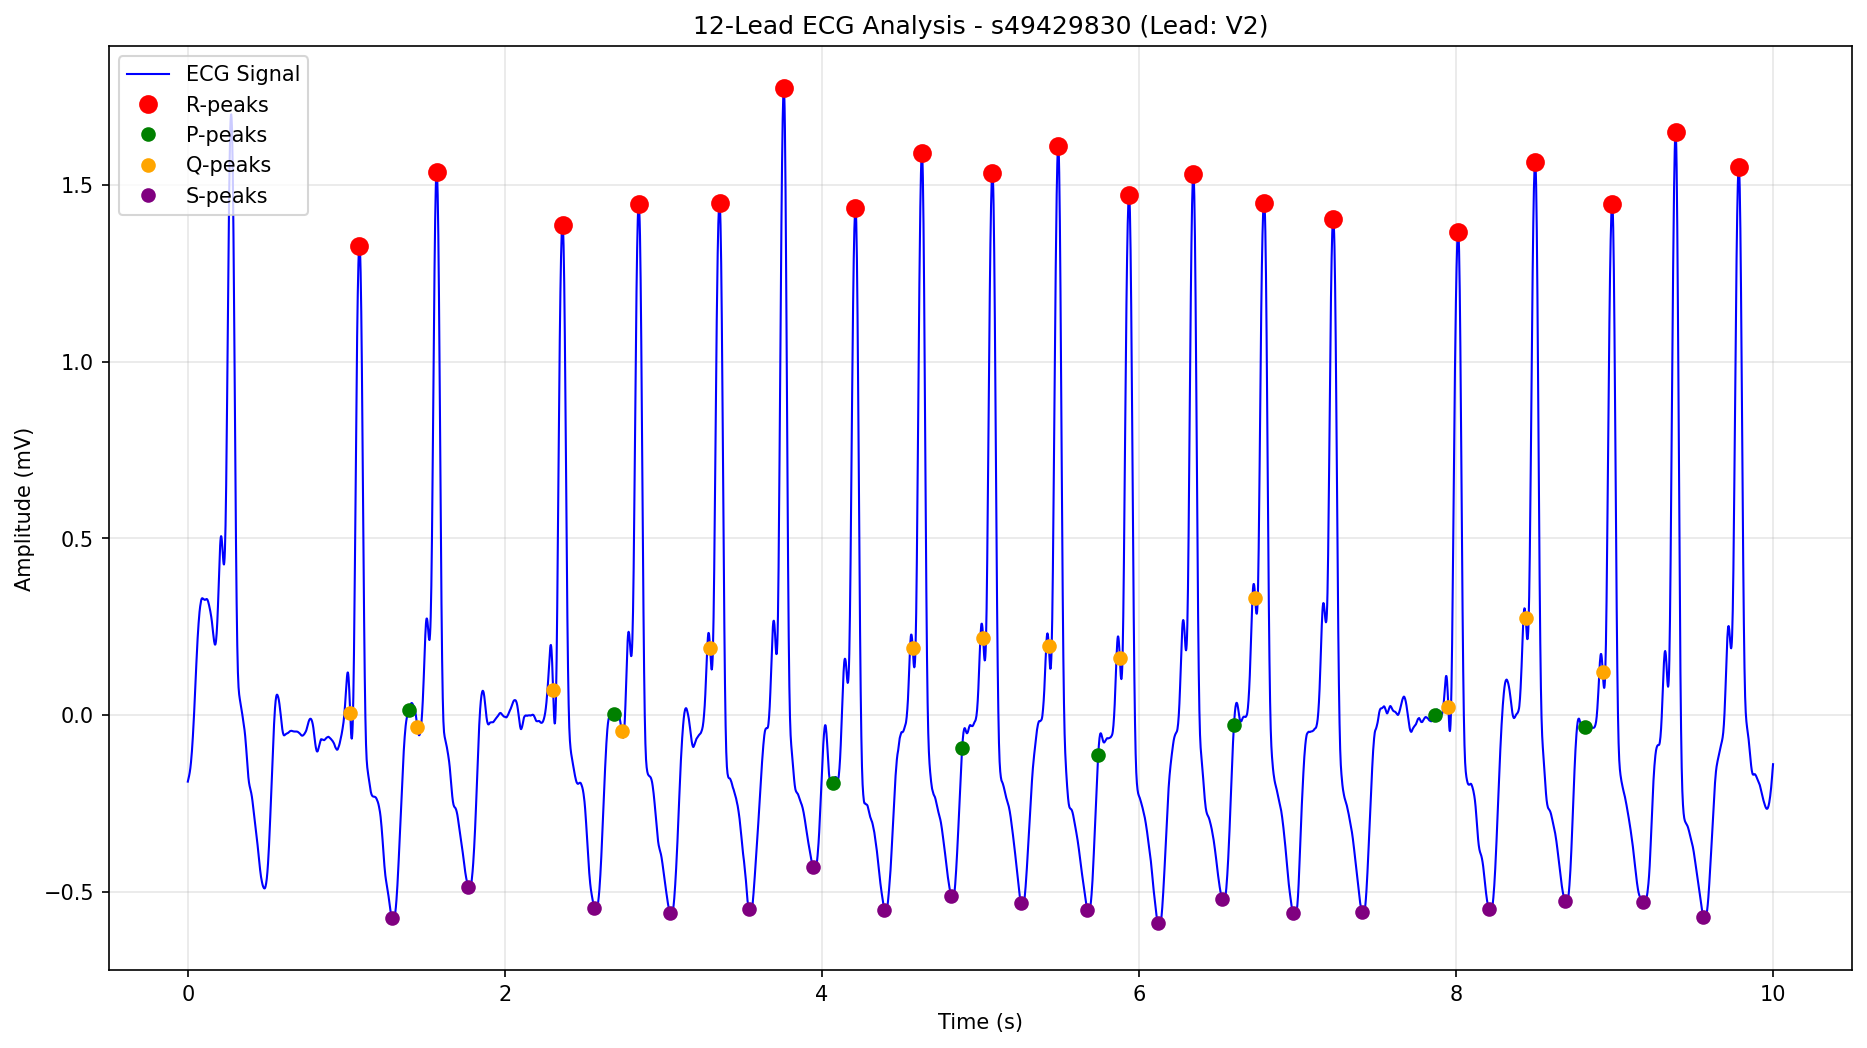 12-Lead ECG Analysis - s49429830 (Lead: V2)
ECG Signal
R-peaks
P-peaks
Q-peaks
S-peaks
Amplitude (mV)
1.5
1.0
0.5
0.0
−0.5
0 2 4 6 8 10
Time (s)